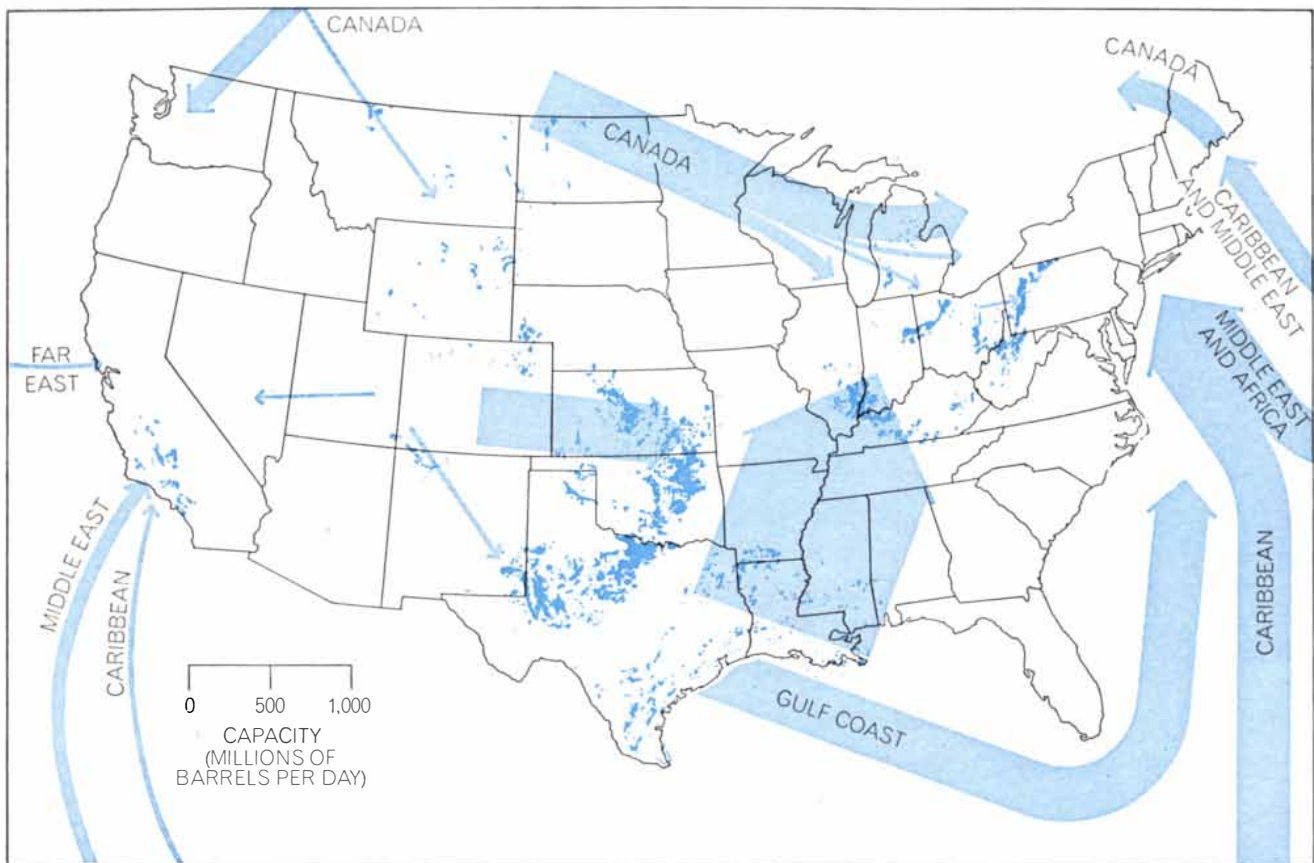 CANADA
CANADA
CANADA
CARIBBEAN
AND MIDDLE EAST
MIDDLE EAST
AND AFRICA
FAR
EAST
MIDDLE EAST
CARIBBEAN
0 500 1,000
CAPACITY
(MILLIONS OF
BARRELS PER DAY)
GULF COAST
CARIBBEAN